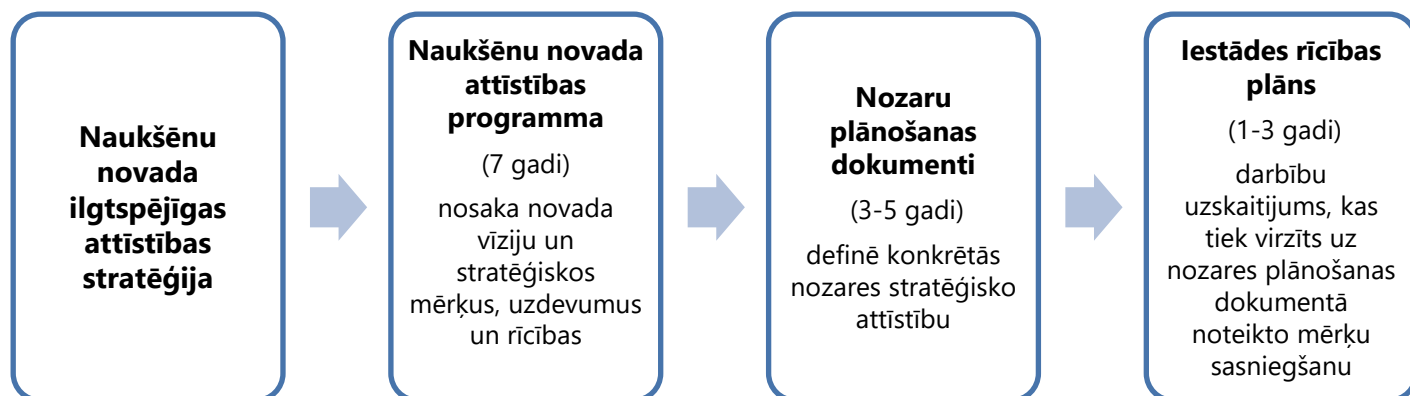 Naukšēnu
novada
ilgtspējīgas
attīstības
stratēģija
Naukšēnu novada
attīstības
programma
(7 gadi)
nosaka novada
vīziju un
stratēģiskos
mērķus, uzdevumus
un rīcības
Nozaru
plānošanas
dokumenti
(3-5 gadi)
definē konkrētās
nozares stratēģisko
attīstību
Iestādes rīcības
plāns
(1-3 gadi)
darbību
uzskaitijums, kas
tiek virzīts uz
nozares plānošanas
dokumentā
noteikto mērķu
sasniegšanu